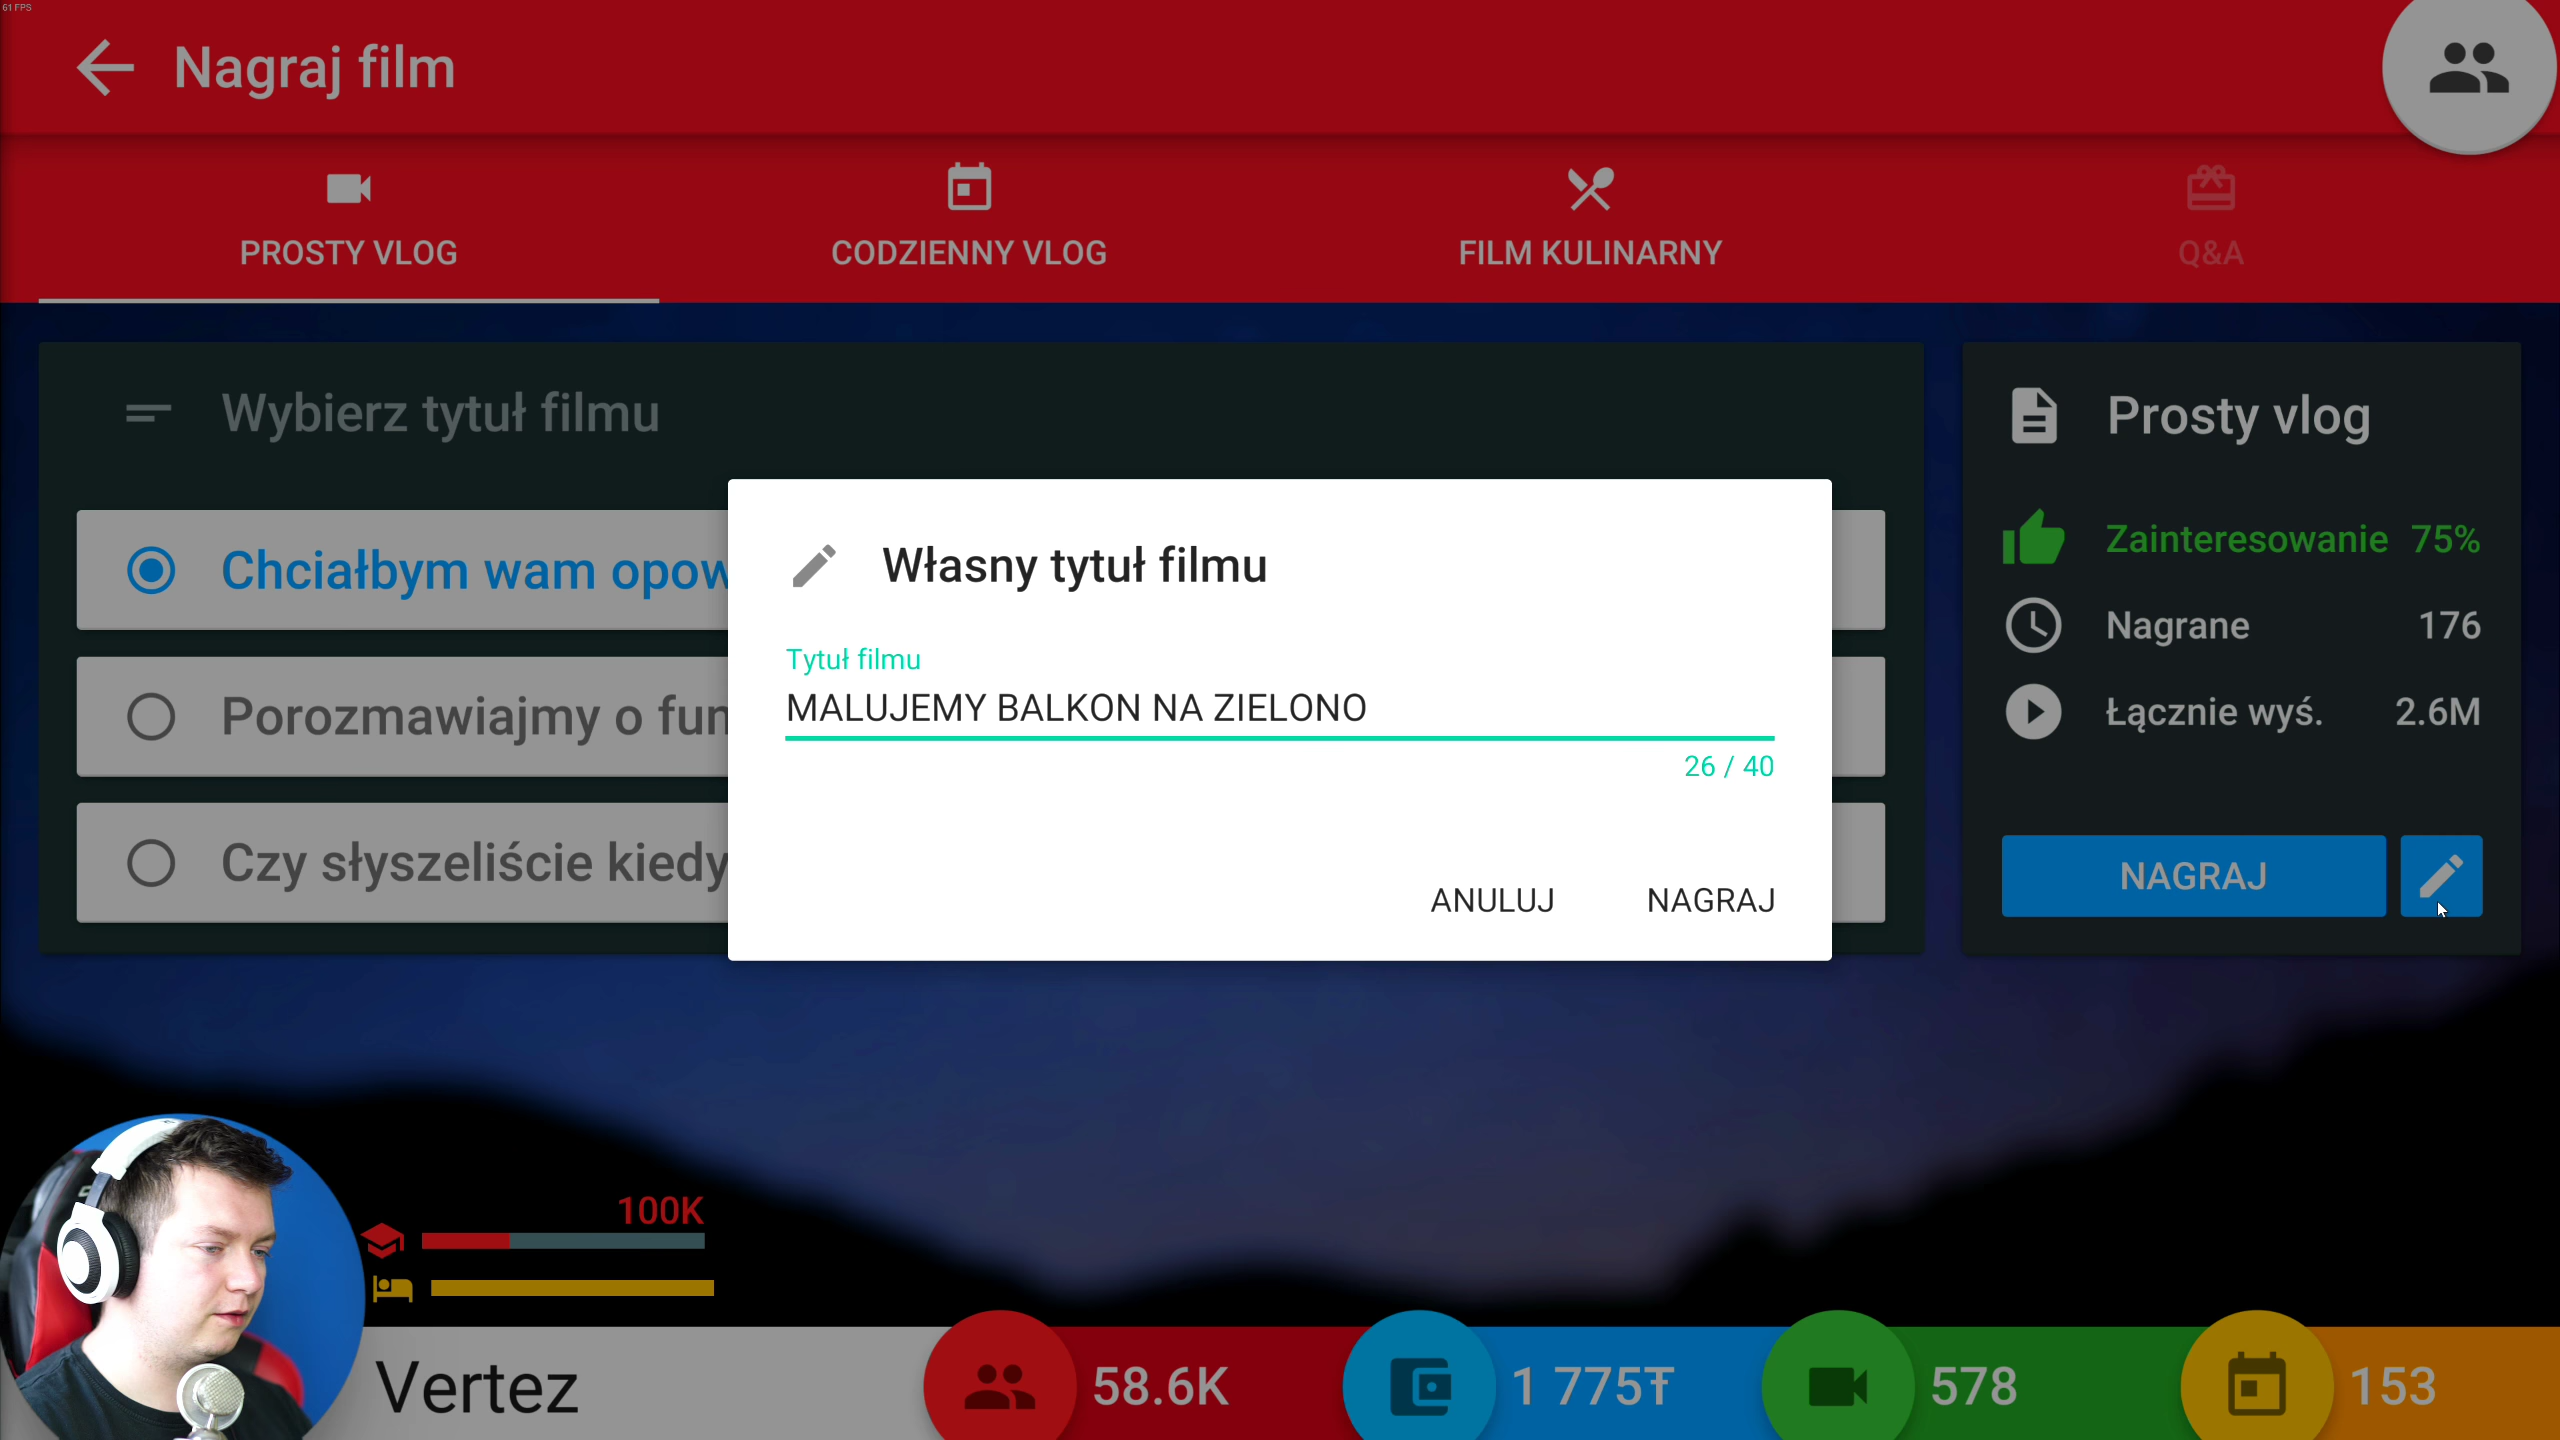 61 FPS
Nagraj film
PROSTY VLOG
CODZIENNY VLOG
FILM KULINARNY
Q&A
Wybierz tytuł filmu
Chciałbym wam opow
Porozmawiajmy o fun
Czy słyszeliście kiedy
Własny tytuł filmu
Tytuł filmu
MALUJEMY BALKON NA ZIELONO
26 / 40
ANULUJ
NAGRAJ
Prosty vlog
Zainteresowanie 75%
Nagrane 176
Łącznie wyś. 2.6M
NAGRAJ
100K
Vertez
58.6K
1 775Ŧ
578
153